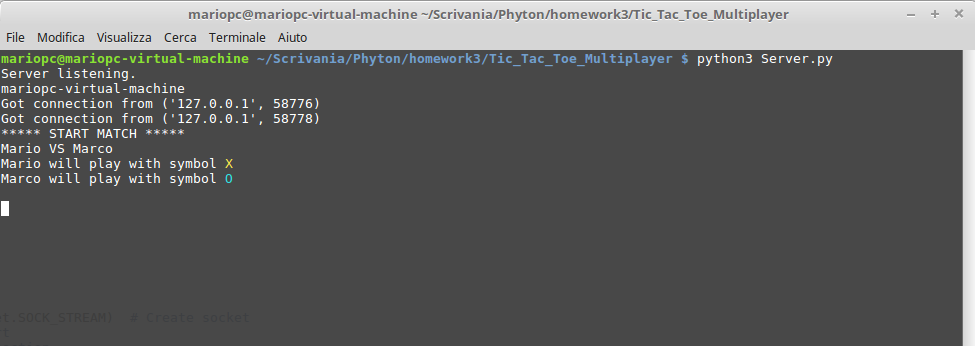 mariopc@mariopc-virtual-machine ~/Scrivania/Phyton/homework3/Tic_Tac_Toe_Multiplayer
File Modifica Visualizza Cerca Terminale Aiuto
mariopc@mariopc-virtual-machine ~/Scrivania/Phyton/homework3/Tic_Tac_Toe_Multiplayer $ python3 Server.py
Server listening.
mariopc-virtual-machine
Got connection from ('127.0.0.1', 58776)
Got connection from ('127.0.0.1', 58778)
***** START MATCH *****
Mario VS Marco
Mario will play with symbol X
Marco will play with symbol O
.SOCK_STREAM) # Create socket